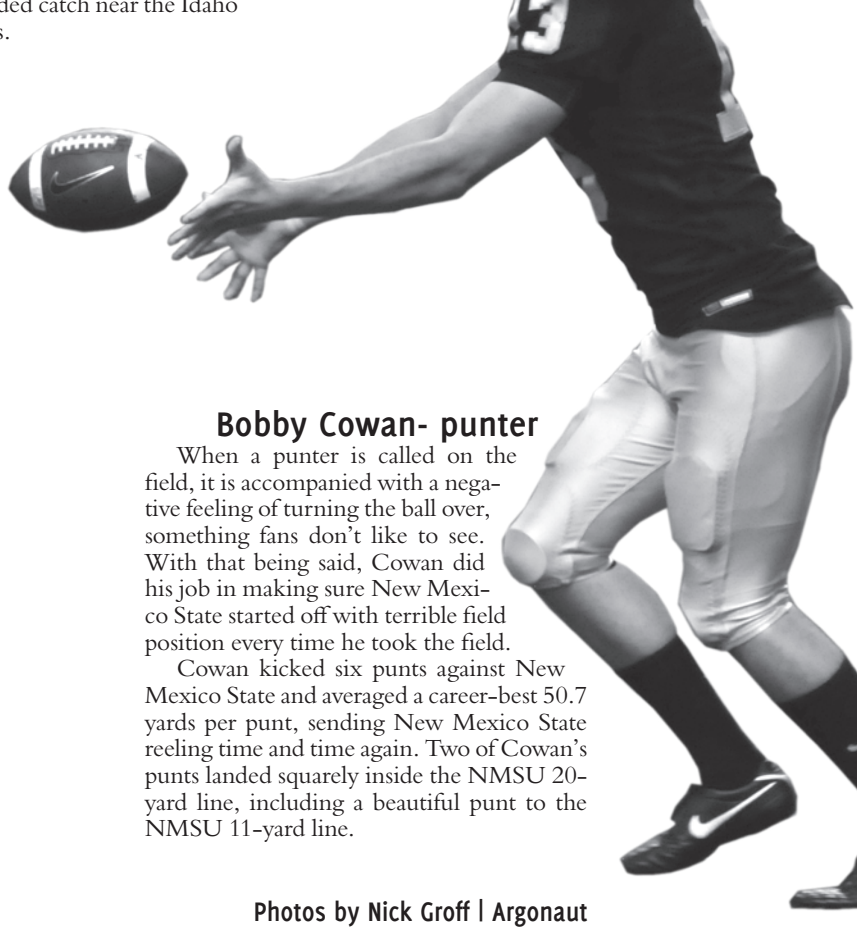 ded catch near the Idaho
s.
13
1
Bobby Cowan- punter
When a punter is called on the
field, it is accompanied with a nega-
tive feeling of turning the ball over,
something fans don't like to see.
With that being said, Cowan did
his job in making sure New Mexi-
co State started off with terrible field
position every time he took the field.
Cowan kicked six punts against New
Mexico State and averaged a career-best 50.7
yards per punt, sending New Mexico State
reeling time and time again. Two of Cowan's
punts landed squarely inside the NMSU 20-
yard line, including a beautiful punt to the
NMSU 11-yard line.
Photos by Nick Groff | Argonaut